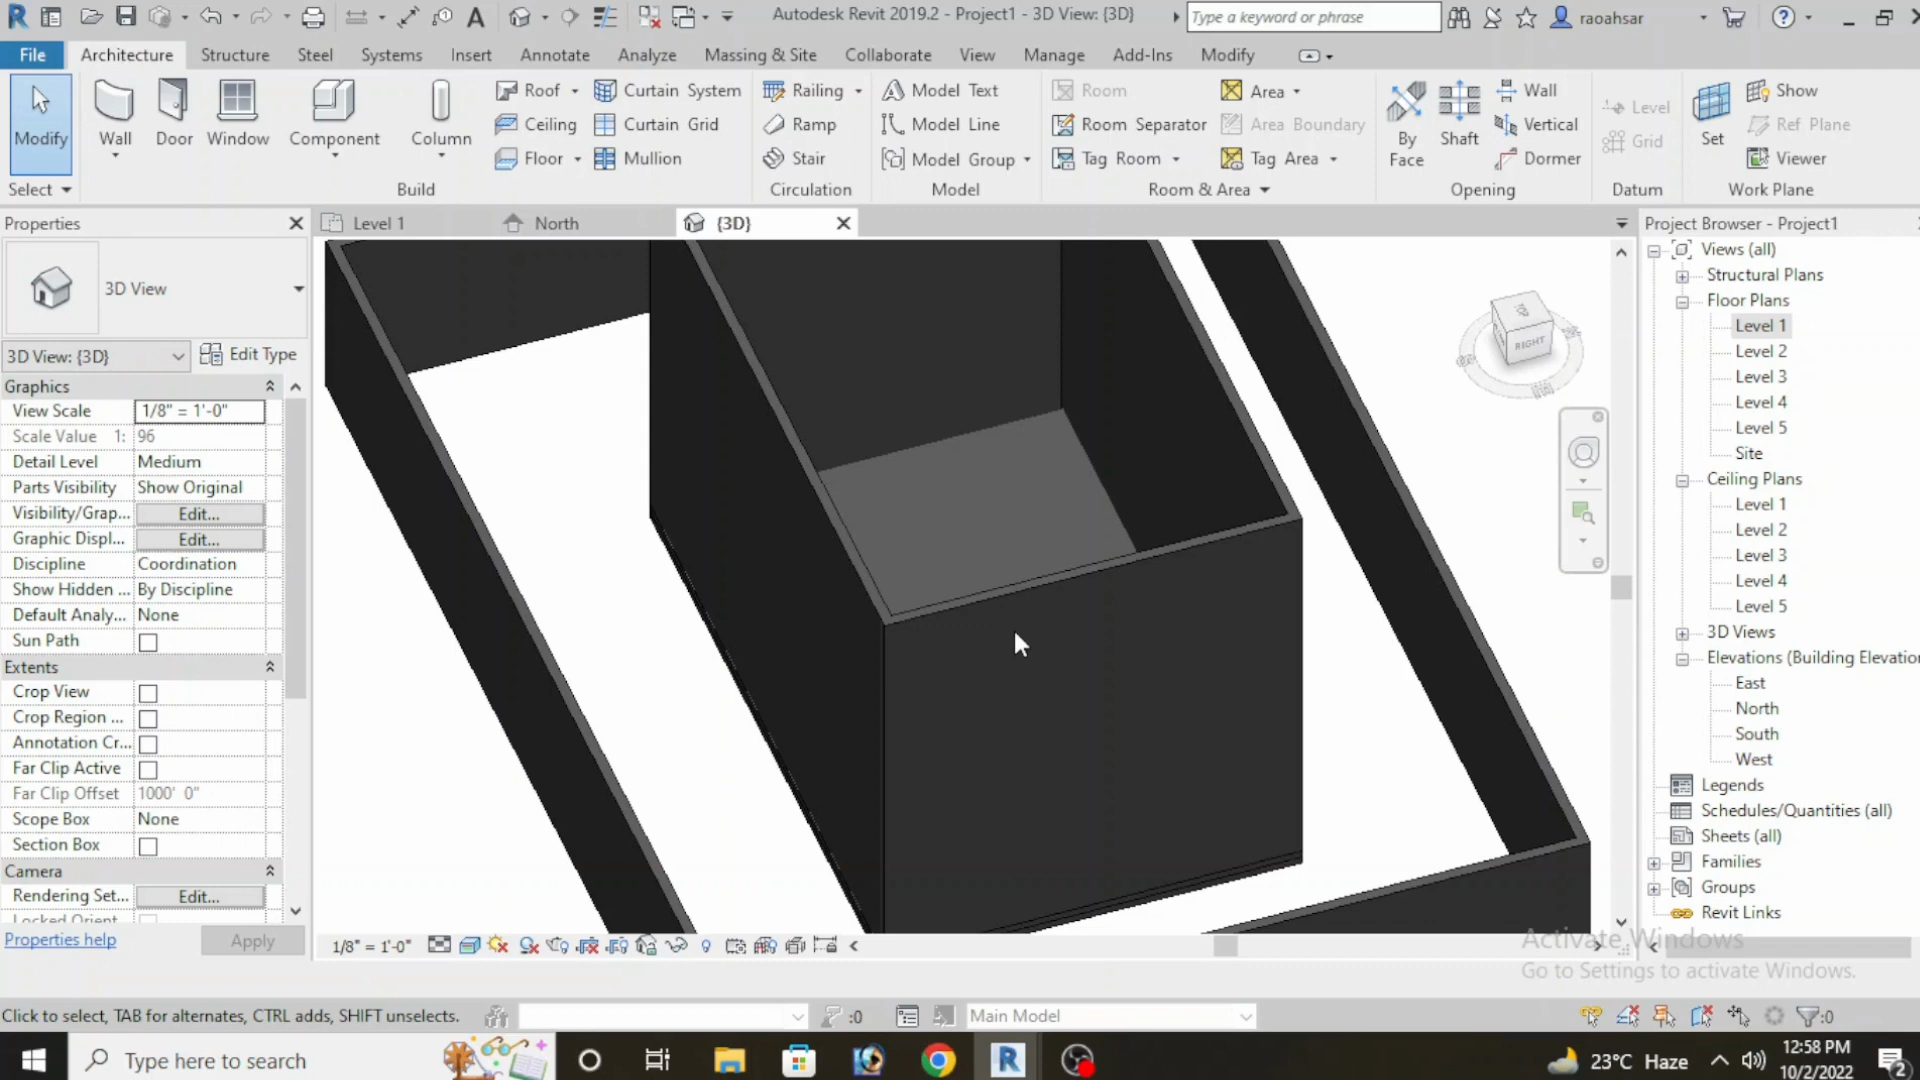 Autodesk Revit 2019.2 - Project1 - 3D View: {3D}
Type a keyword or phrase
raoahsar
File
Architecture
Structure
Steel
Systems
Insert
Annotate
Analyze
Massing & Site
Collaborate
View
Manage
Add-Ins
Modify
Modify
Wall
Door
Window
Component
Column
Roof
Ceiling
Floor
Curtain System
Curtain Grid
Mullion
Railing
Ramp
Stair
Model Text
Model Line
Model Group
Room
Room Separator
Tag Room
Area
Area Boundary
Tag Area
By
Face
Shaft
Wall
Vertical
Dormer
Level
Grid
Set
Show
Ref Plane
Viewer
Select
Build
Circulation
Model
Room & Area
Opening
Datum
Work Plane
Properties
Level 1
North
{3D}
Project Browser - Project1
3D View
3D View: {3D}
Edit Type
Graphics
View Scale 1/8" = 1'-0"
Scale Value 1: 96
Detail Level Medium
Parts Visibility Show Original
Visibility/Grap... Edit...
Graphic Displ... Edit...
Discipline Coordination
Show Hidden ... By Discipline
Default Analy... None
Sun Path
Extents
Crop View
Crop Region ...
Annotation Cr...
Far Clip Active
Far Clip Offset 1000' 0"
Scope Box None
Section Box
Camera
Rendering Set... Edit...
Locked Orient
Properties help
Apply
TOP
RIGHT
Views (all)
Structural Plans
Floor Plans
Level 1
Level 2
Level 3
Level 4
Level 5
Site
Ceiling Plans
Level 1
Level 2
Level 3
Level 4
Level 5
3D Views
Elevations (Building Elevatio
East
North
South
West
Legends
Schedules/Quantities (all)
Sheets (all)
Families
Groups
Revit Links
1/8" = 1'-0"
Activate Windows
Go to Settings to activate Windows.
Click to select, TAB for alternates, CTRL adds, SHIFT unselects.
:0
Main Model
:0
Type here to search
23°C Haze
12:58 PM
10/2/2022
2